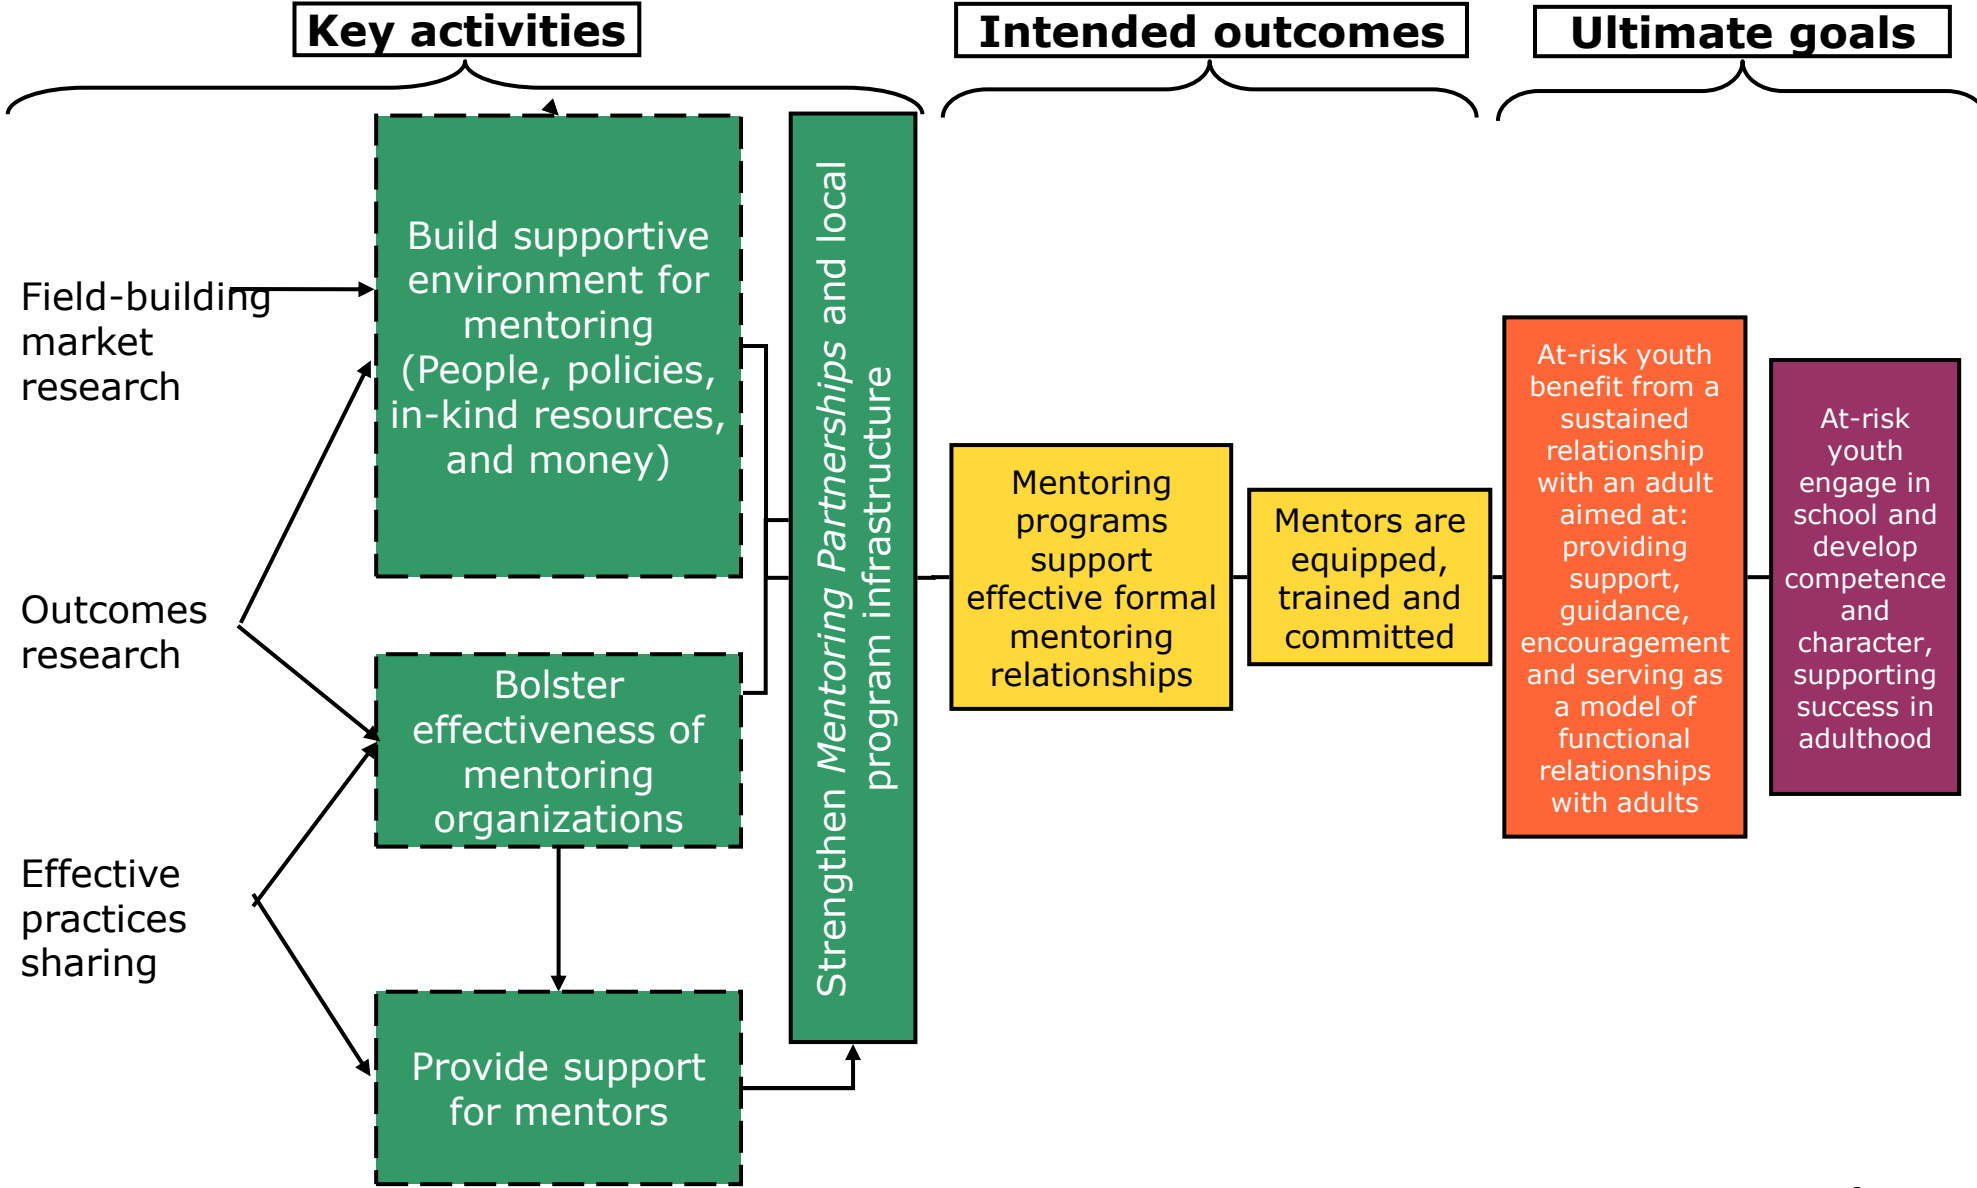 Key activities
Intended outcomes
Ultimate goals
Field-building
market
research
Outcomes
research
Effective
practices
sharing
Build supportive
environment for
mentoring
(People, policies,
in-kind resources,
and money)
Bolster
effectiveness of
mentoring
organizations
Provide support
for mentors
Strengthen Mentoring Partnerships and local
program infrastructure
Mentoring
programs
support
effective formal
mentoring
relationships
Mentors are
equipped,
trained and
committed
At-risk youth
benefit from a
sustained
relationship
with an adult
aimed at:
providing
support,
guidance,
encouragement
and serving as
a model of
functional
relationships
with adults
At-risk
youth
engage in
school and
develop
competence
and
character,
supporting
success in
adulthood